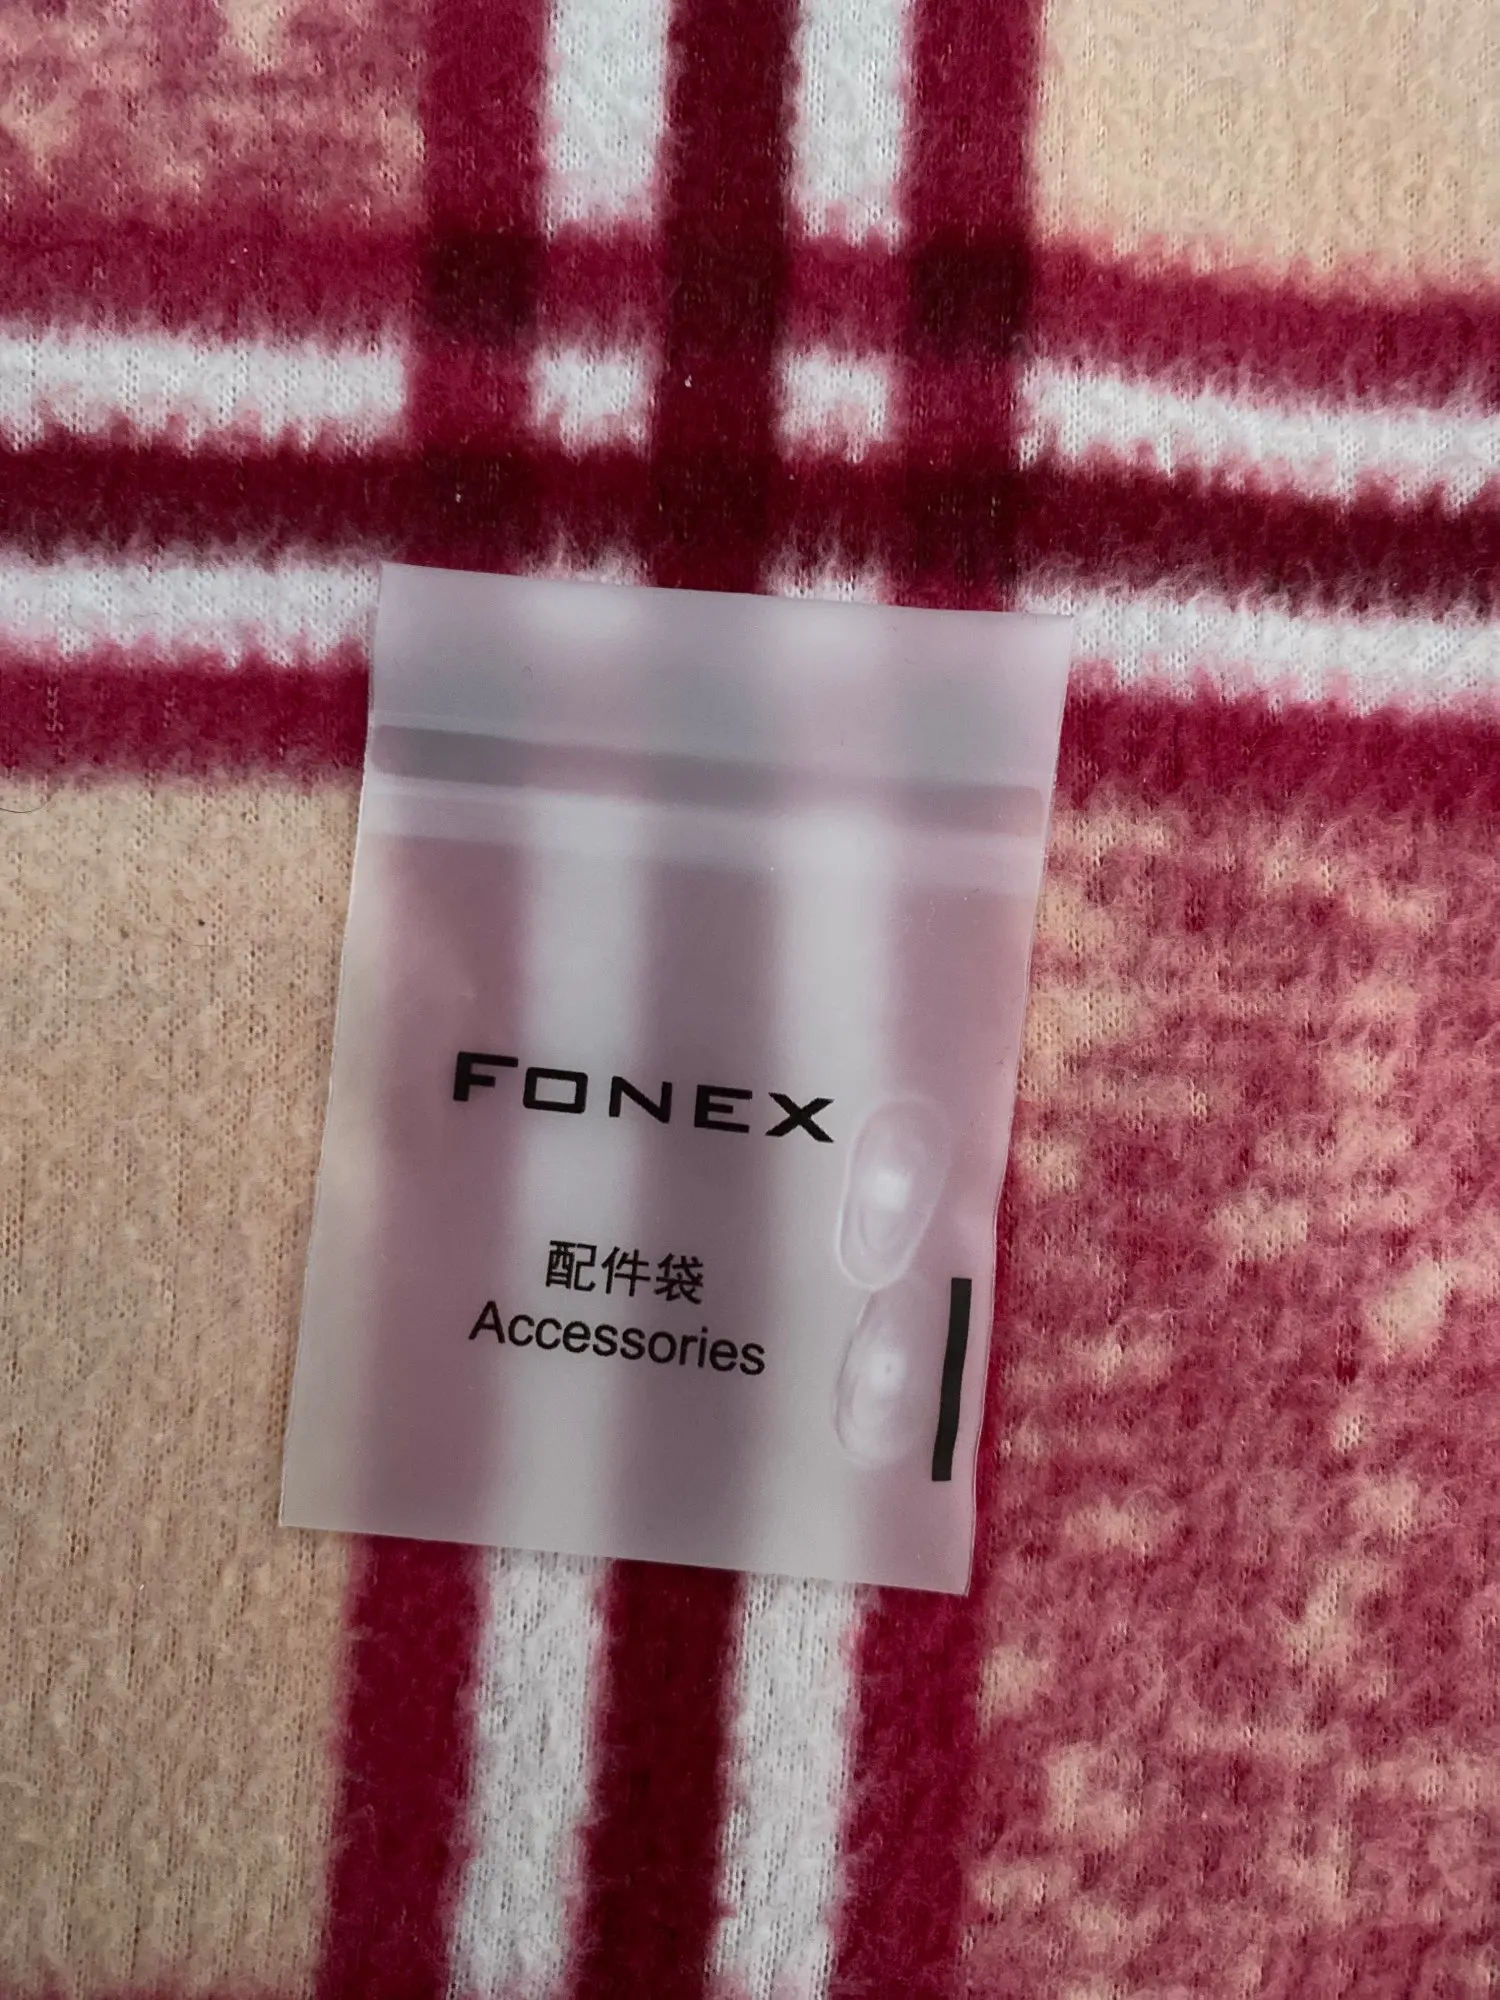 FONEX
配件袋
Accessories